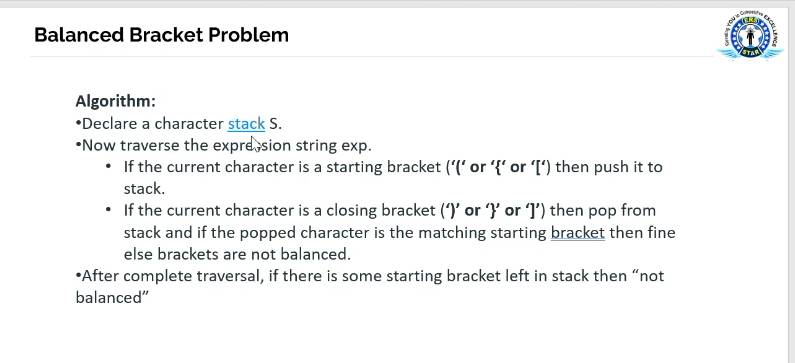 Balanced Bracket Problem
Algorithm:
•Declare a character stack S.
•Now traverse the expression string exp.
• If the current character is a starting bracket (‘(‘ or ‘{‘ or ‘[‘) then push it to
stack.
• If the current character is a closing bracket (‘)’ or ‘}’ or ‘]’) then pop from
stack and if the popped character is the matching starting bracket then fine
else brackets are not balanced.
•After complete traversal, if there is some starting bracket left in stack then “not
balanced”